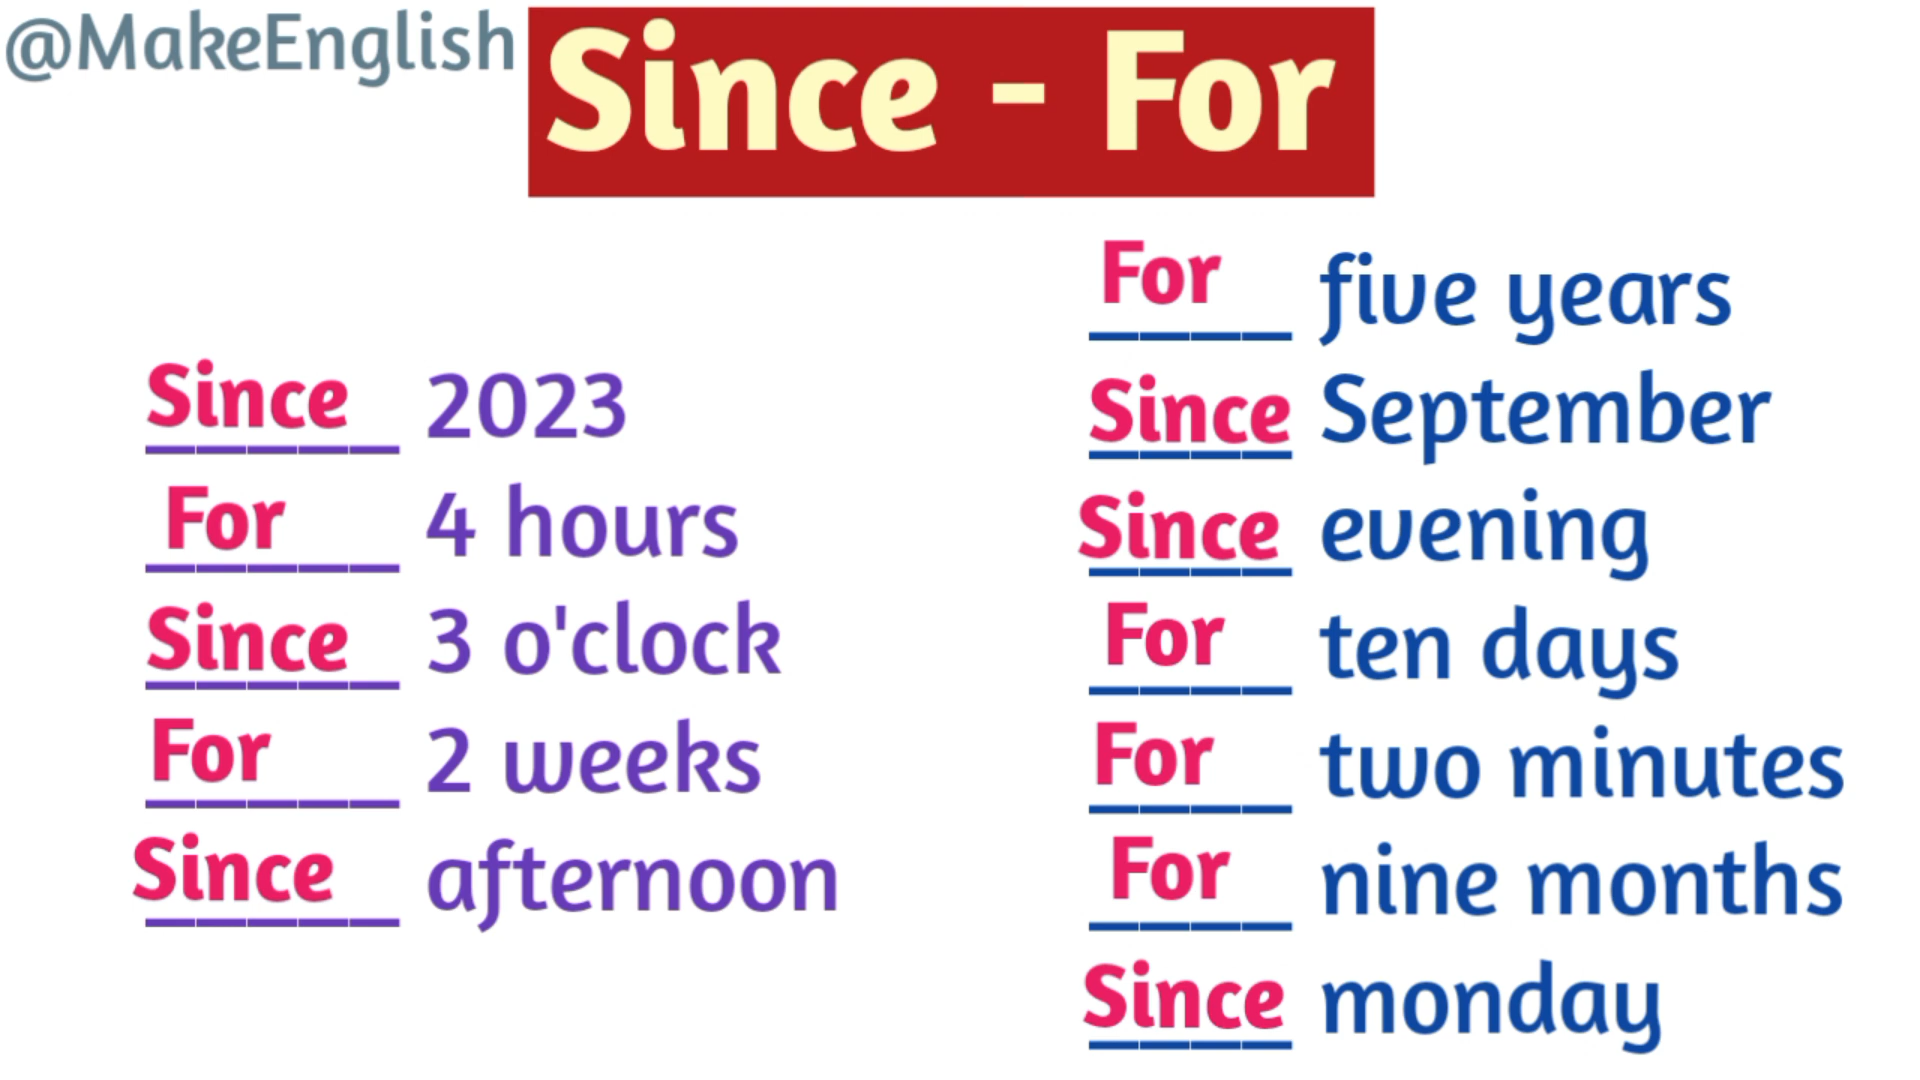 @MakeEnglish
Since - For
Since 2023
For 4 hours
Since 3 o'clock
For 2 weeks
Since afternoon
For five years
Since September
Since evening
For ten days
For two minutes
For nine months
Since monday